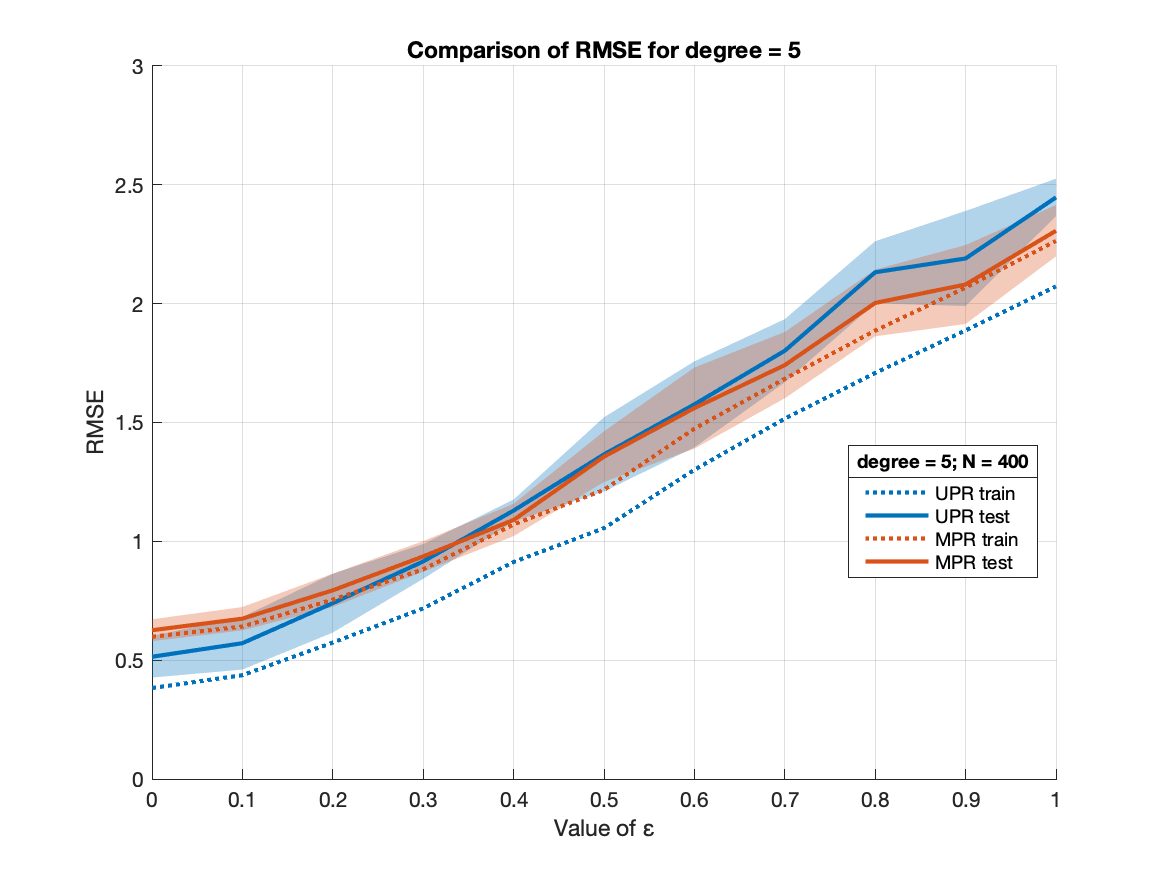 Comparison of RMSE for degree = 5
3
2.5
2
1.5
1
0.5
0
RMSE
degree = 5; N = 400
UPR train
UPR test
MPR train
MPR test
0 0.1 0.2 0.3 0.4 0.5 0.6 0.7 0.8 0.9 1
Value of ε